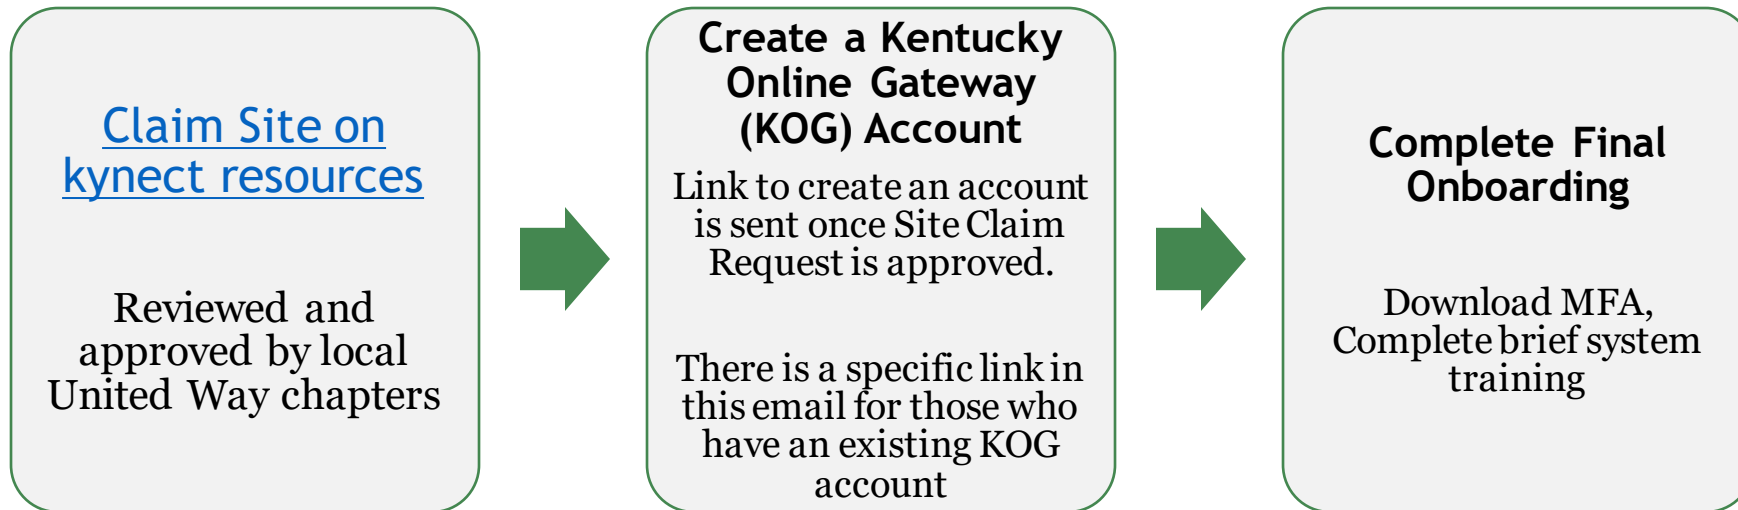 Claim Site on
kynect resources
Reviewed and
approved by local
United Way chapters
Create a Kentucky
Online Gateway
(KOG) Account
Link to create an account
is sent once Site Claim
Request is approved.
There is a specific link in
this email for those who
have an existing KOG
account
Complete Final
Onboarding
Download MFA,
Complete brief system
training